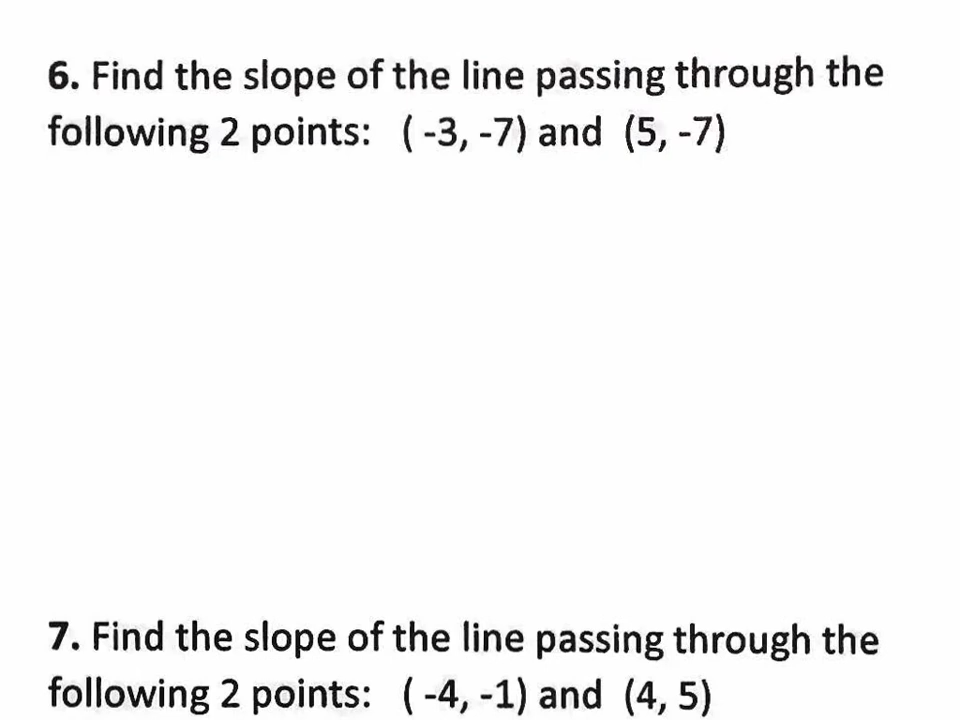 6. Find the slope of the line passing through the
following 2 points: ( -3, -7) and (5, -7)
7. Find the slope of the line passing through the
following 2 points: ( -4, -1) and (4, 5)